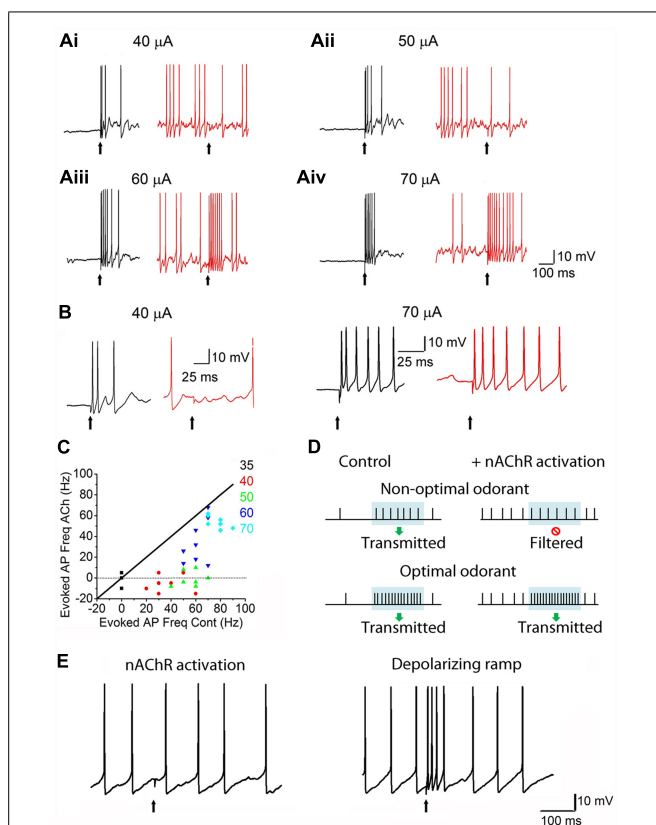 Ai 40 μA Aii 50 μA
Aiii 60 μA Aiv 70 μA
10 mV
100 ms
B 40 μA 70 μA
10 mV
25 ms
10 mV
25 ms
C
35
40
50
60
70
Evoked AP Freq ACh (Hz)
100
80
60
40
20
0
-20
-20 0 20 40 60 80 100
Evoked AP Freq Cont (Hz)
D
Control + nAChR activation
Non-optimal odorant
Transmitted Filtered
Optimal odorant
Transmitted Transmitted
E
nAChR activation Depolarizing ramp
10 mV
100 ms